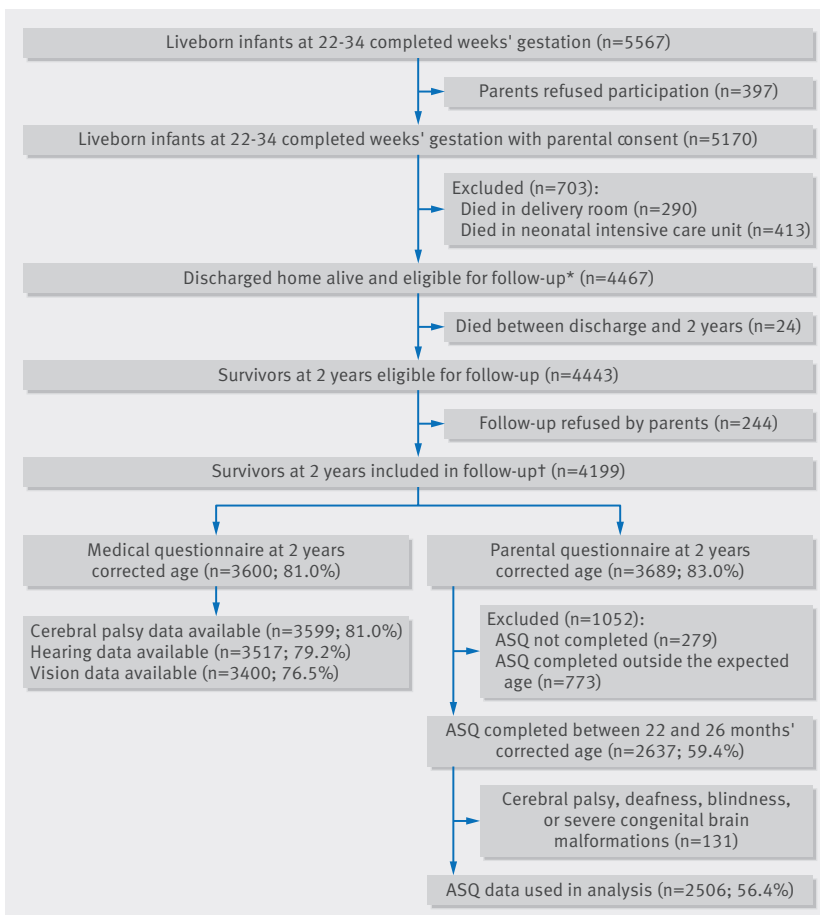 Liveborn infants at 22-34 completed weeks' gestation (n=5567)
Parents refused participation (n=397)
Liveborn infants at 22-34 completed weeks' gestation with parental consent (n=5170)
Excluded (n=703):
Died in delivery room (n=290)
Died in neonatal intensive care unit (n=413)
Discharged home alive and eligible for follow-up* (n=4467)
Died between discharge and 2 years (n=24)
Survivors at 2 years eligible for follow-up (n=4443)
Follow-up refused by parents (n=244)
Survivors at 2 years included in follow-up† (n=4199)
Medical questionnaire at 2 years
corrected age (n=3600; 81.0%)
Cerebral palsy data available (n=3599; 81.0%)
Hearing data available (n=3517; 79.2%)
Vision data available (n=3400; 76.5%)
Parental questionnaire at 2 years
corrected age (n=3689; 83.0%)
Excluded (n=1052):
ASQ not completed (n=279)
ASQ completed outside the expected
age (n=773)
ASQ completed between 22 and 26 months'
corrected age (n=2637; 59.4%)
Cerebral palsy, deafness, blindness,
or severe congenital brain
malformations (n=131)
ASQ data used in analysis (n=2506; 56.4%)